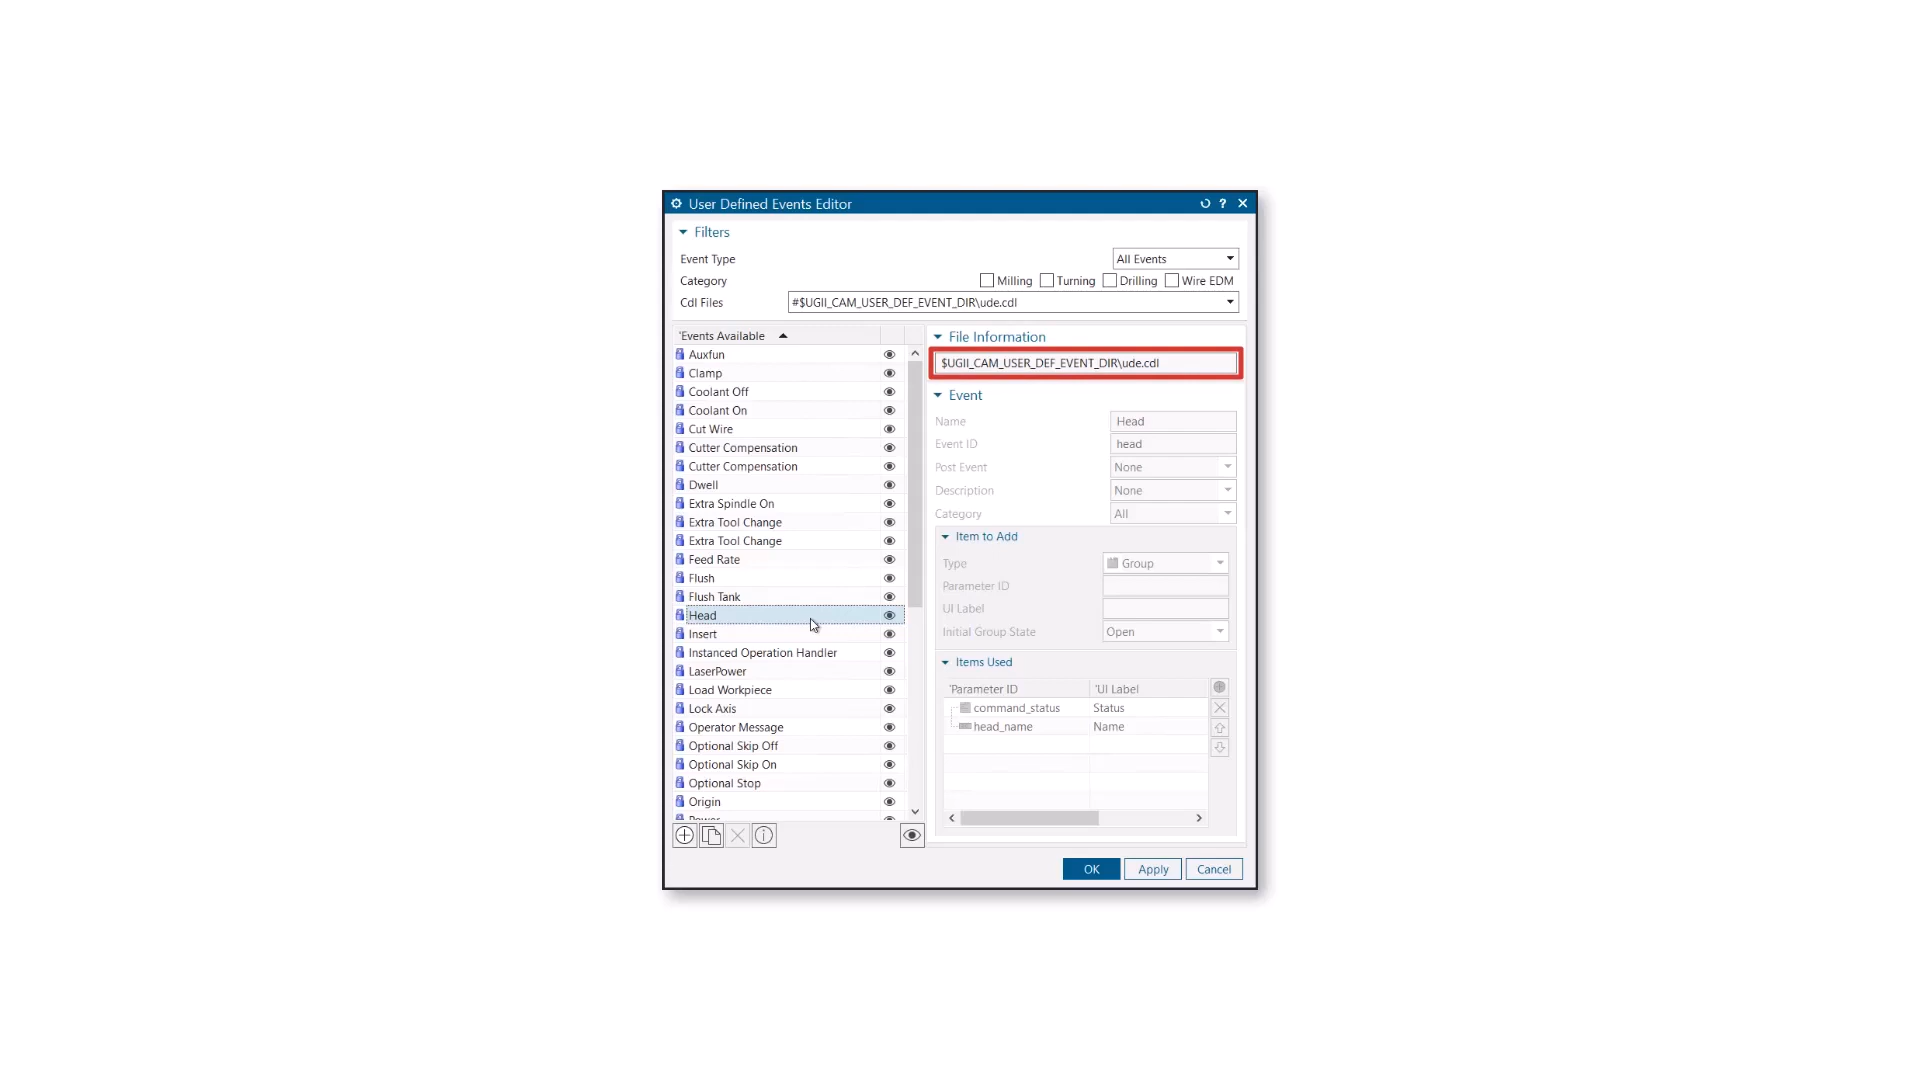 User Defined Events Editor
?
Filters
Event Type
All Events
Category
Milling
Turning
Drilling
Wire EDM
Cdl Files
#$UGII_CAM_USER_DEF_EVENT_DIR\ude.cdl
'Events Available
Auxfun
Clamp
Coolant Off
Coolant On
Cut Wire
Cutter Compensation
Cutter Compensation
Dwell
Extra Spindle On
Extra Tool Change
Extra Tool Change
Feed Rate
Flush
Flush Tank
Head
Insert
Instanced Operation Handler
LaserPower
Load Workpiece
Lock Axis
Operator Message
Optional Skip Off
Optional Skip On
Optional Stop
Origin
Power
File Information
$UGII_CAM_USER_DEF_EVENT_DIR\ude.cdl
Event
Name
Head
Event ID
head
Post Event
None
Description
None
Category
All
Item to Add
Type
Group
Parameter ID
UI Label
Initial Group State
Open
Items Used
'Parameter ID
'UI Label
command_status
Status
head_name
Name
OK
Apply
Cancel